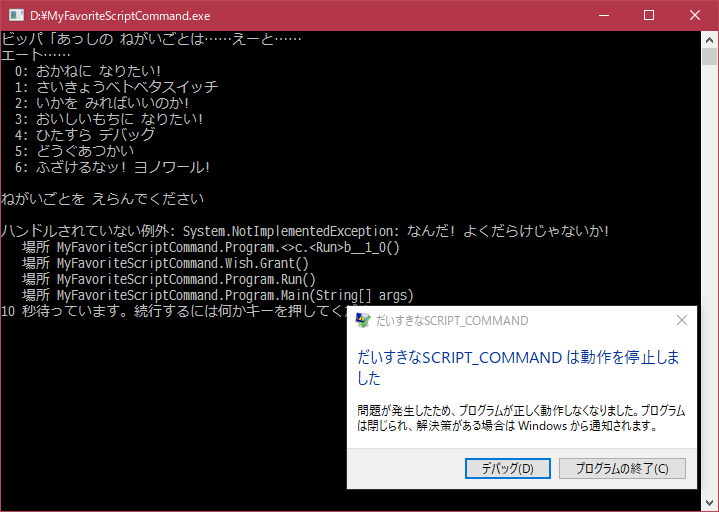 D:¥MyFavoriteScriptCommand.exe
ビッパ「あっしの ねがいごとは……えーと……
エート……
0: おかねに なりたい!
1: さいきょうベトベタスイッチ
2: いかを みればいいのか!
3: おいしいもちに なりたい!
4: ひたすら デバッグ
5: どうぐあつかい
6: ふざけるなッ! ヨノワール!
ねがいごとを えらんでください
ハンドルされていない例外: System.NotImplementedException: なんだ! よくだらけじゃないか!
場所 MyFavoriteScriptCommand.Program.<>c.<Run>b__1_0()
場所 MyFavoriteScriptCommand.Wish.Grant()
場所 MyFavoriteScriptCommand.Program.Run()
場所 MyFavoriteScriptCommand.Program.Main(String[] args)
10 秒待っています。続行するには何かキーを押してくだ
だいすきなSCRIPT_COMMAND
だいすきなSCRIPT_COMMAND は動作を停止しま
した
問題が発生したため、プログラムが正しく動作しなくなりました。プログラム
は閉じられ、解決策がある場合は Windows から通知されます。
デバッグ(D)
プログラムの終了(C)